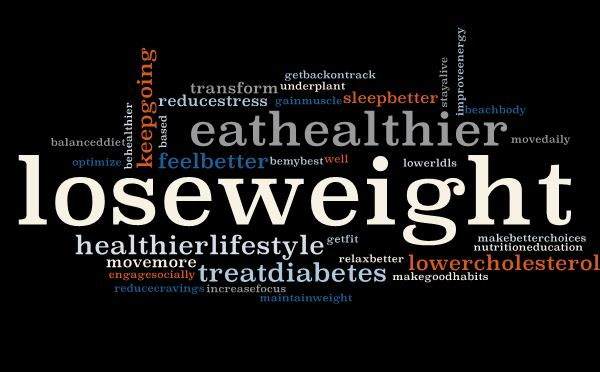 improveenergy
keepgoing
stayalive
getbackontrack
transform
underplant
reducestress
gainmuscle
sleepbetter
beachbody
behealthier
based
eathealthier
balanceddiet
movedaily
optimize
feelbetter
bemybest
well
lowerldls
loseweight
healthierlifestyle
getfit
makebetterchoices
nutritioneducation
movemore
relaxbetter
lowercholesterol
engagesocially
treatdiabetes
makegoodhabits
reducecravings
increasefocus
maintainweight